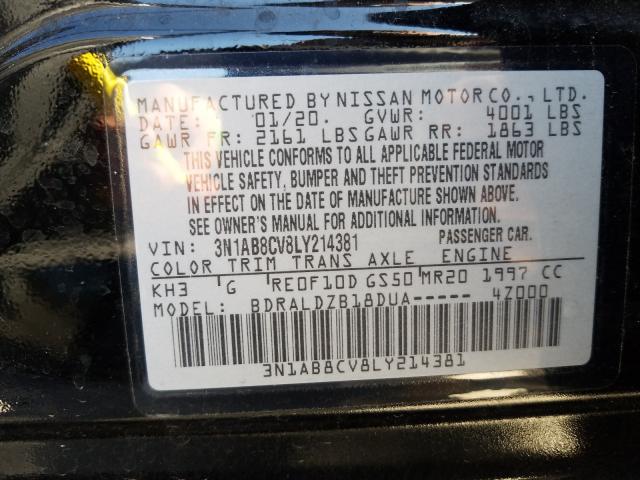 MANUFACTURED BY NISSAN MOTOR CO., LTD.
DATE: 01/20. GVWR: 4001 LBS
GAWR FR: 2161 LBS GAWR RR: 1863 LBS
THIS VEHICLE CONFORMS TO ALL APPLICABLE FEDERAL MOTOR
VEHICLE SAFETY, BUMPER AND THEFT PREVENTION STANDARDS
IN EFFECT ON THE DATE OF MANUFACTURE SHOWN ABOVE.
SEE OWNER'S MANUAL FOR ADDITIONAL INFORMATION.
VIN: 3N1AB8CV8LY214381 PASSENGER CAR.
COLOR TRIM TRANS AXLE ENGINE
KH3 G RE0F10D GS50 MR20 1997 CC
MODEL: BDRALDZB18DUA----- 4Z000
3N1AB8CV8LY214381